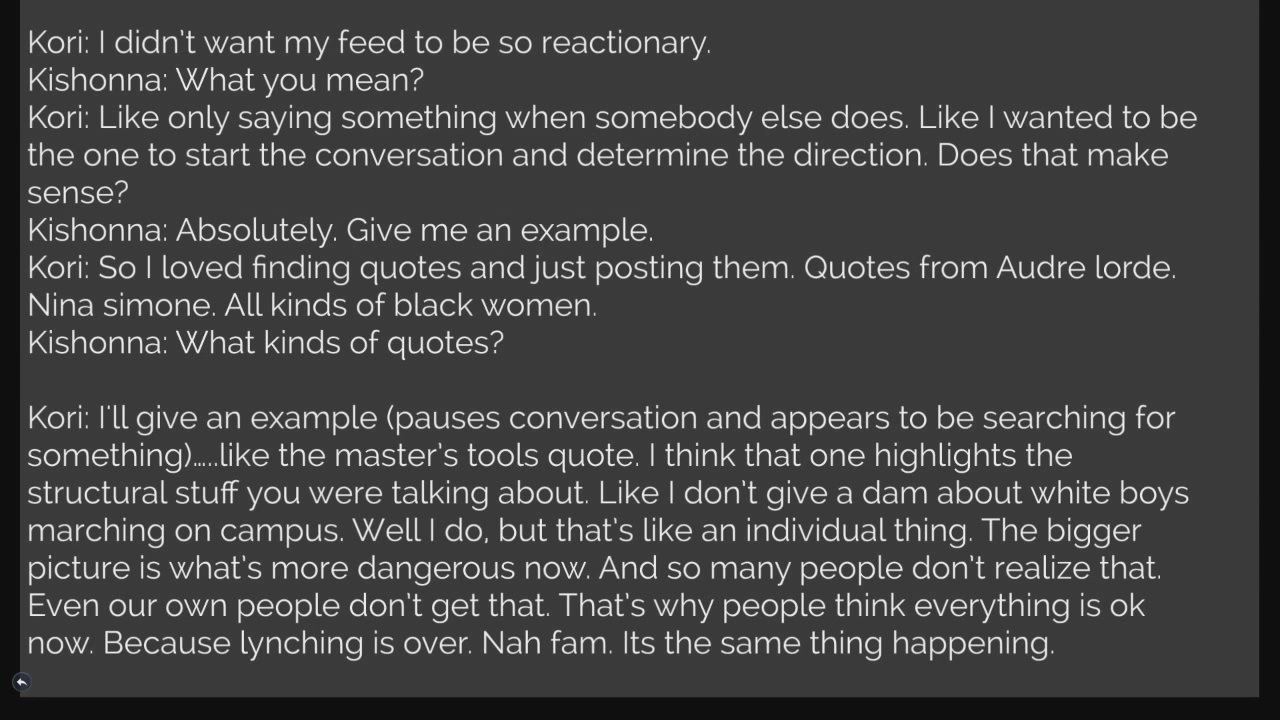 Kori: I didn't want my feed to be so reactionary.
Kishonna: What you mean?
Kori: Like only saying something when somebody else does. Like I wanted to be
the one to start the conversation and determine the direction. Does that make
sense?
Kishonna: Absolutely. Give me an example.
Kori: So I loved finding quotes and just posting them. Quotes from Audre lorde.
Nina simone. All kinds of black women.
Kishonna: What kinds of quotes?
Kori: I'll give an example (pauses conversation and appears to be searching for
something)…..like the master's tools quote. I think that one highlights the
structural stuff you were talking about. Like I don't give a dam about white boys
marching on campus. Well I do, but that's like an individual thing. The bigger
picture is what's more dangerous now. And so many people don't realize that.
Even our own people don't get that. That's why people think everything is ok
now. Because lynching is over. Nah fam. Its the same thing happening.